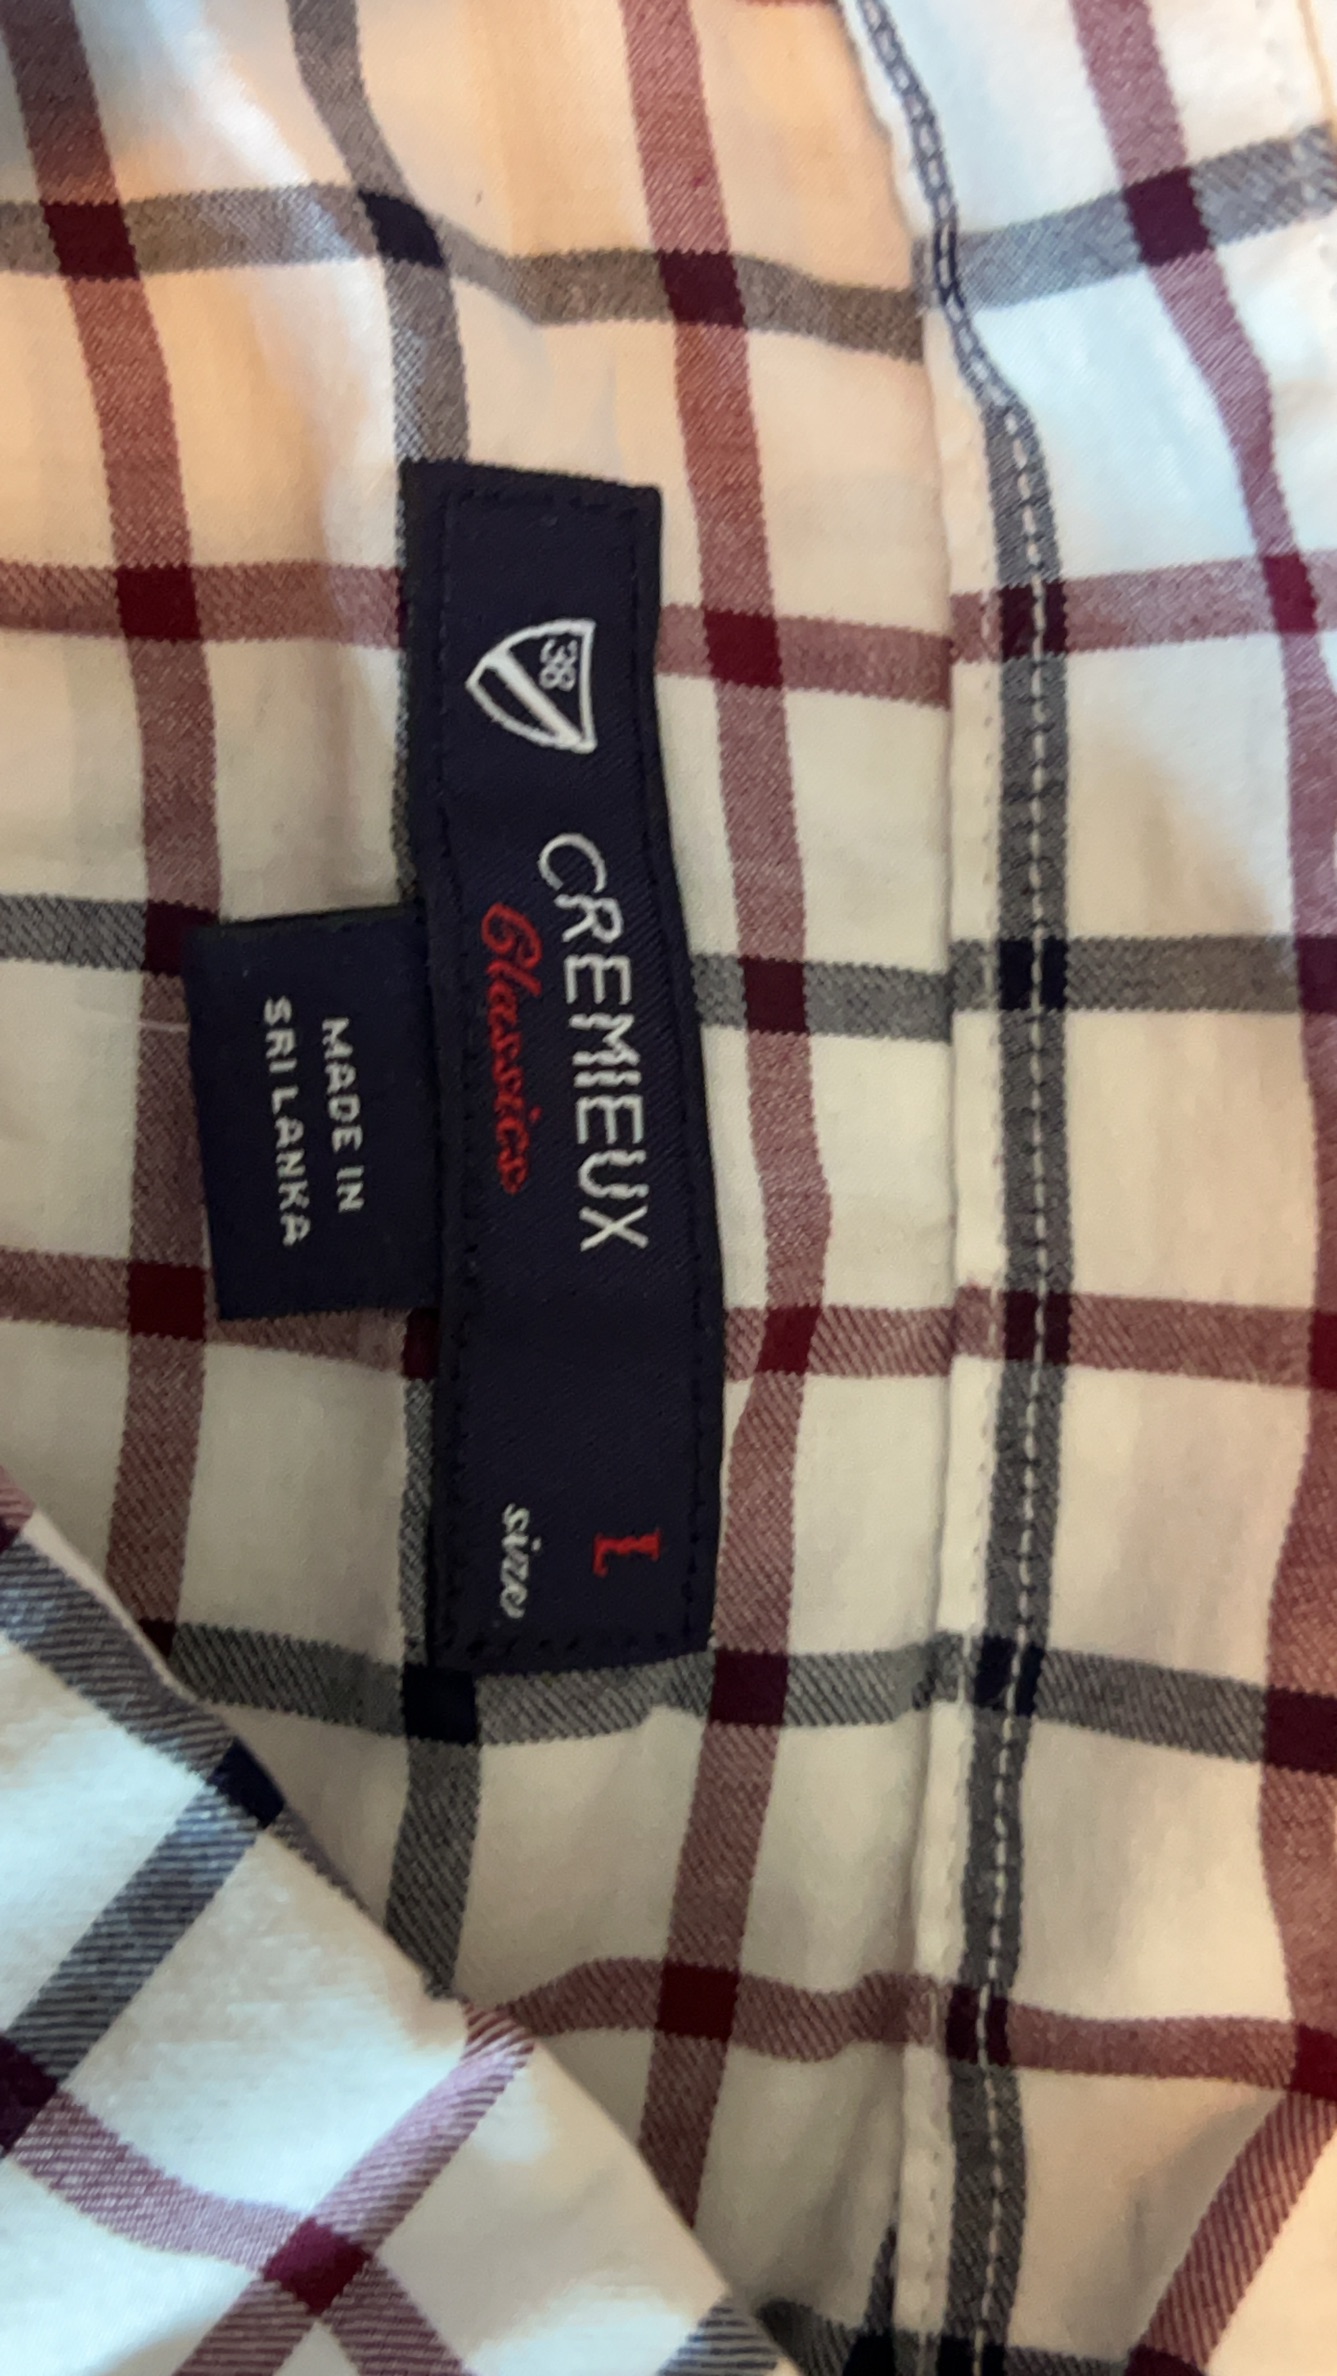 38
CREMIEUX
Classics
L
size
MADE IN
SRI LANKA